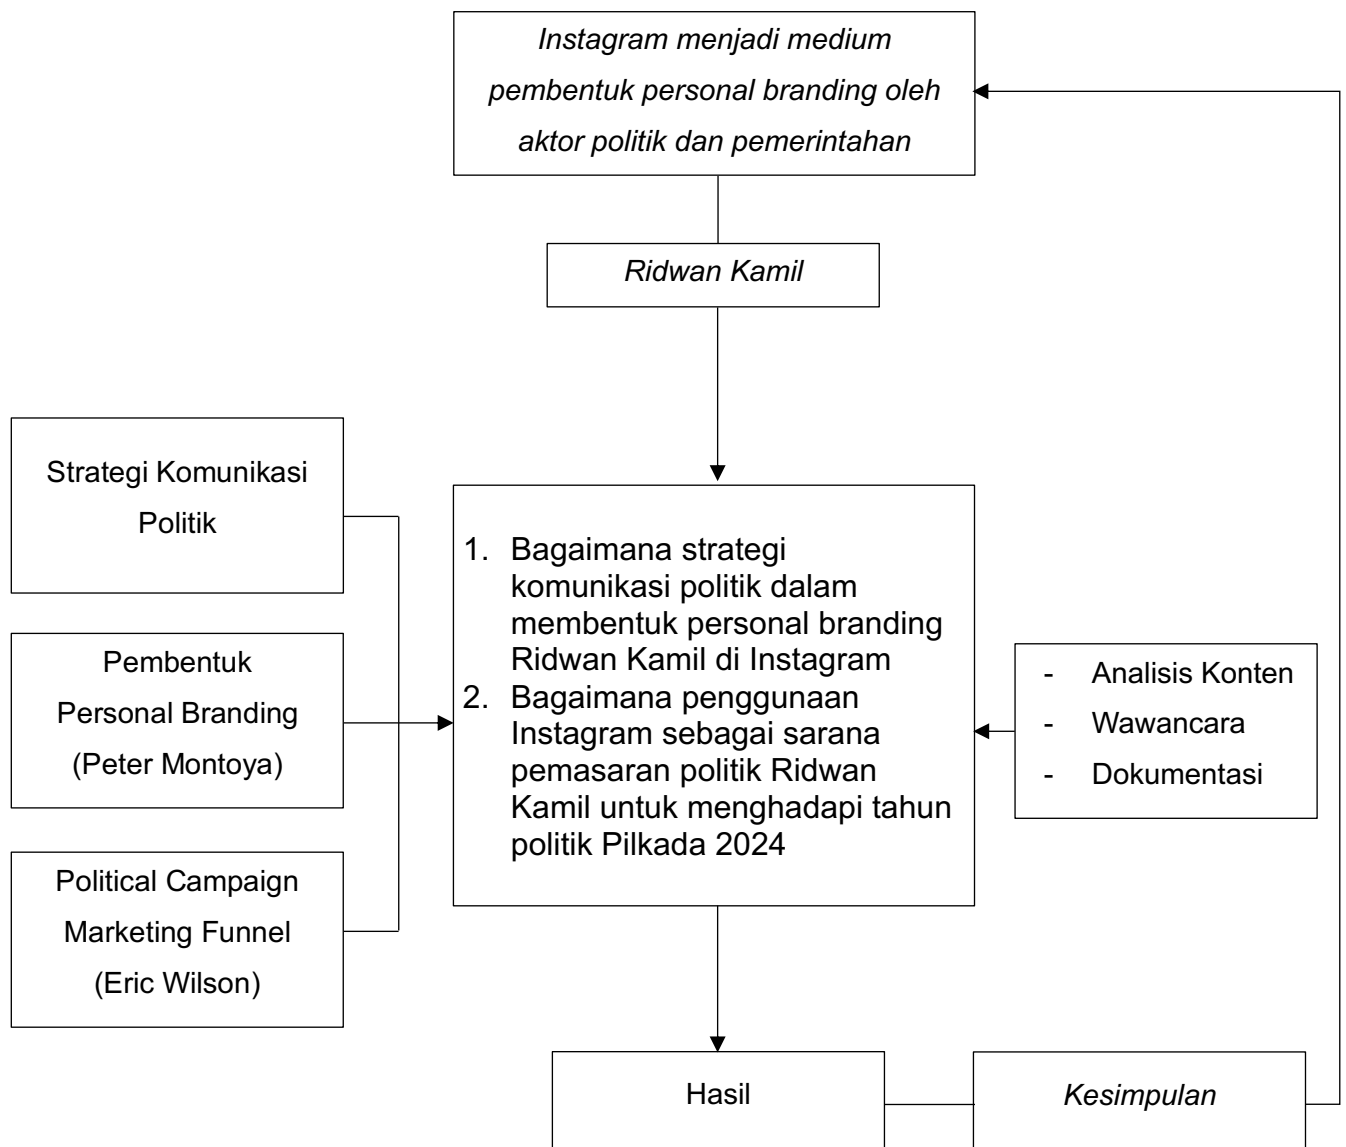 Instagram menjadi medium
pembentuk personal branding oleh
aktor politik dan pemerintahan
Ridwan Kamil
Strategi Komunikasi
Politik
Pembentuk
Personal Branding
(Peter Montoya)
Political Campaign
Marketing Funnel
(Eric Wilson)
1. Bagaimana strategi
komunikasi politik dalam
membentuk personal branding
Ridwan Kamil di Instagram
2. Bagaimana penggunaan
Instagram sebagai sarana
pemasaran politik Ridwan
Kamil untuk menghadapi tahun
politik Pilkada 2024
- Analisis Konten
- Wawancara
- Dokumentasi
Hasil
Kesimpulan